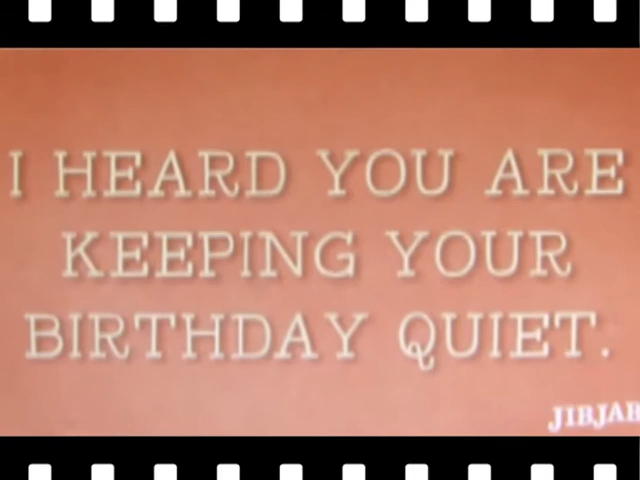 I HEARD YOU ARE
KEEPING YOUR
BIRTHDAY QUIET.
JIBJAB